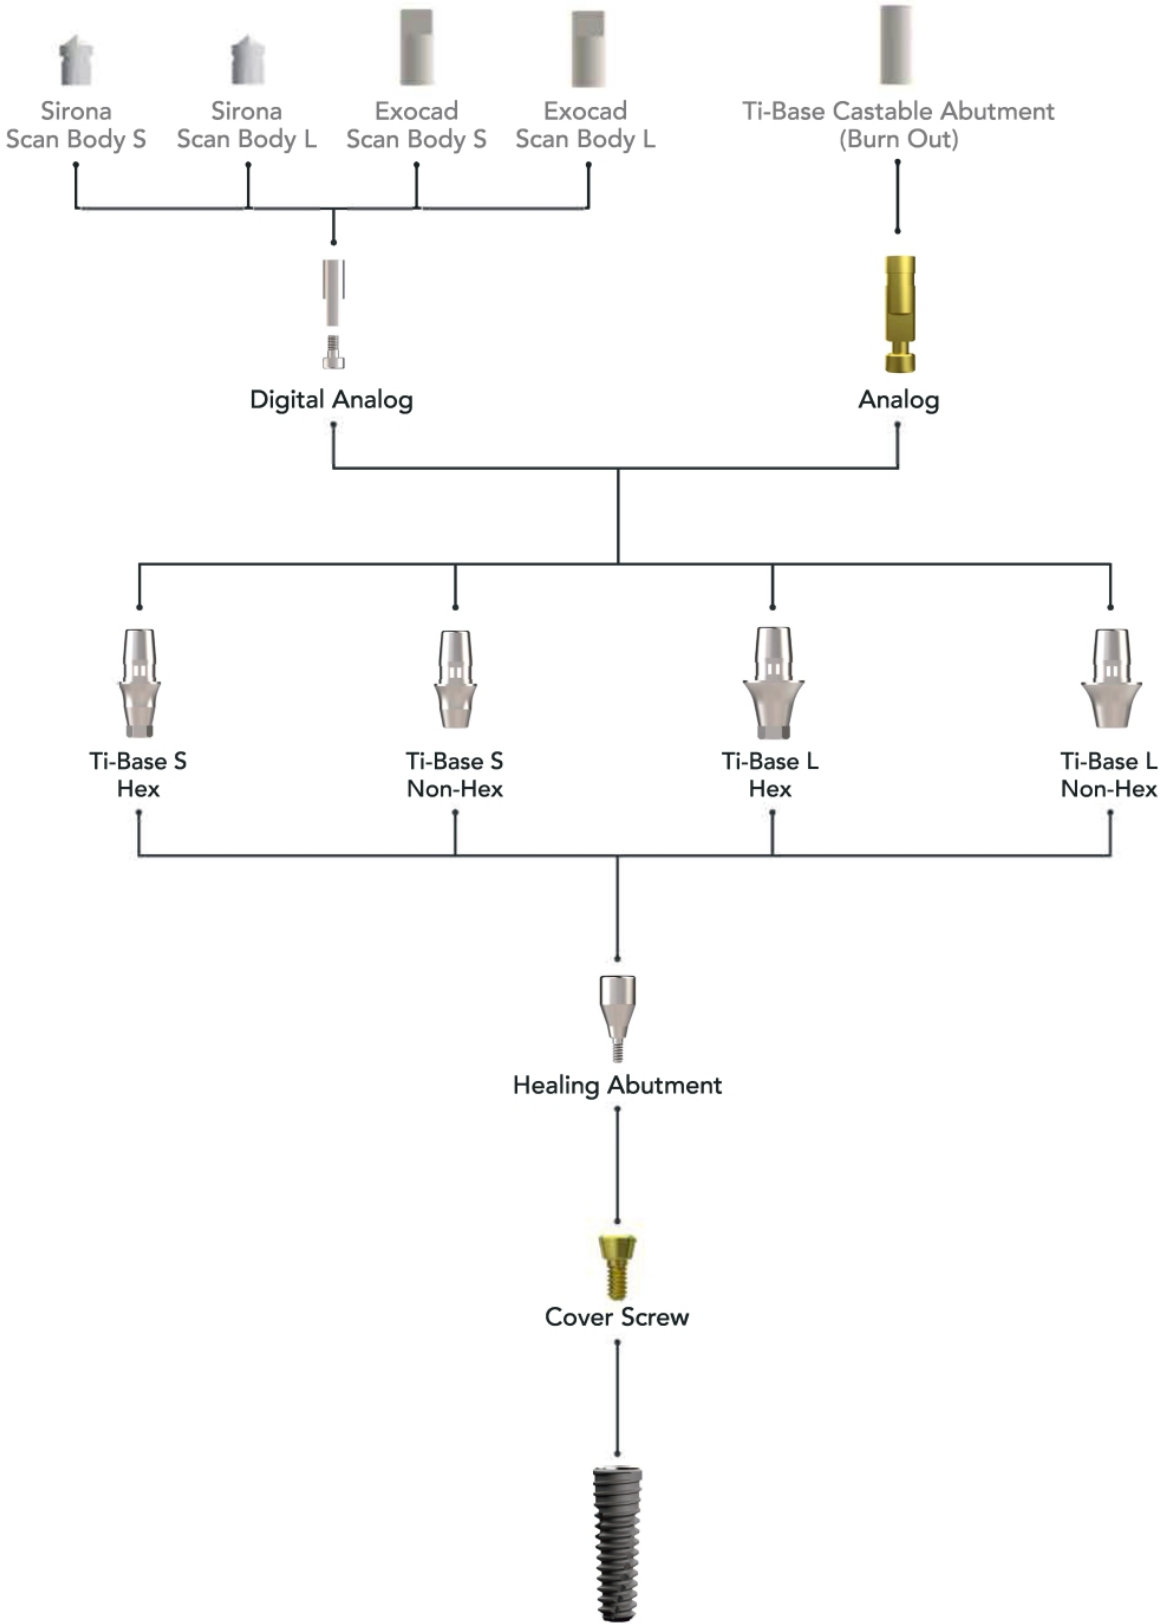 Sirona
Scan Body S
Sirona
Scan Body L
Exocad
Scan Body S
Exocad
Scan Body L
Ti-Base Castable Abutment
(Burn Out)
Digital Analog
Analog
Ti-Base S
Hex
Ti-Base S
Non-Hex
Ti-Base L
Hex
Ti-Base L
Non-Hex
Healing Abutment
Cover Screw